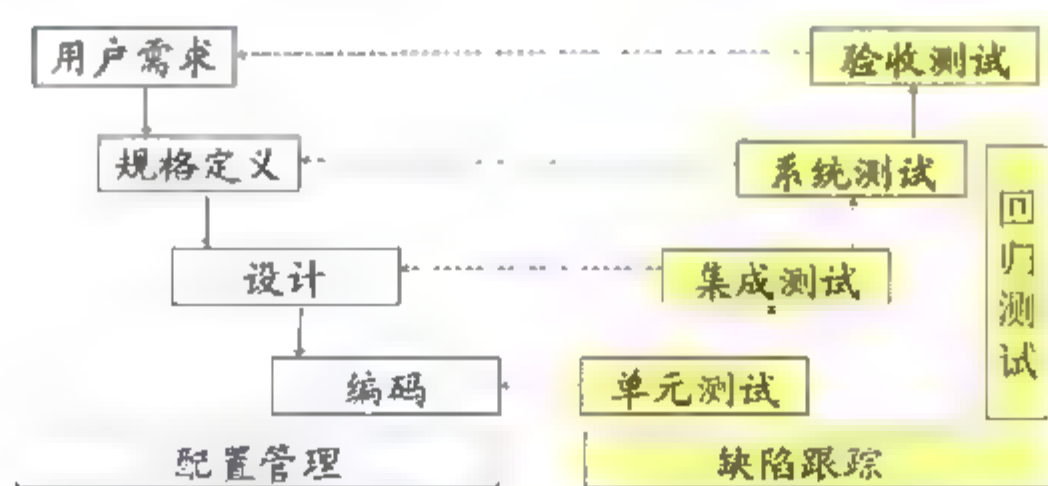 用户需求
验收测试
规格定义
系统测试
回归测试
设计
集成测试
编码
单元测试
配置管理
缺陷跟踪